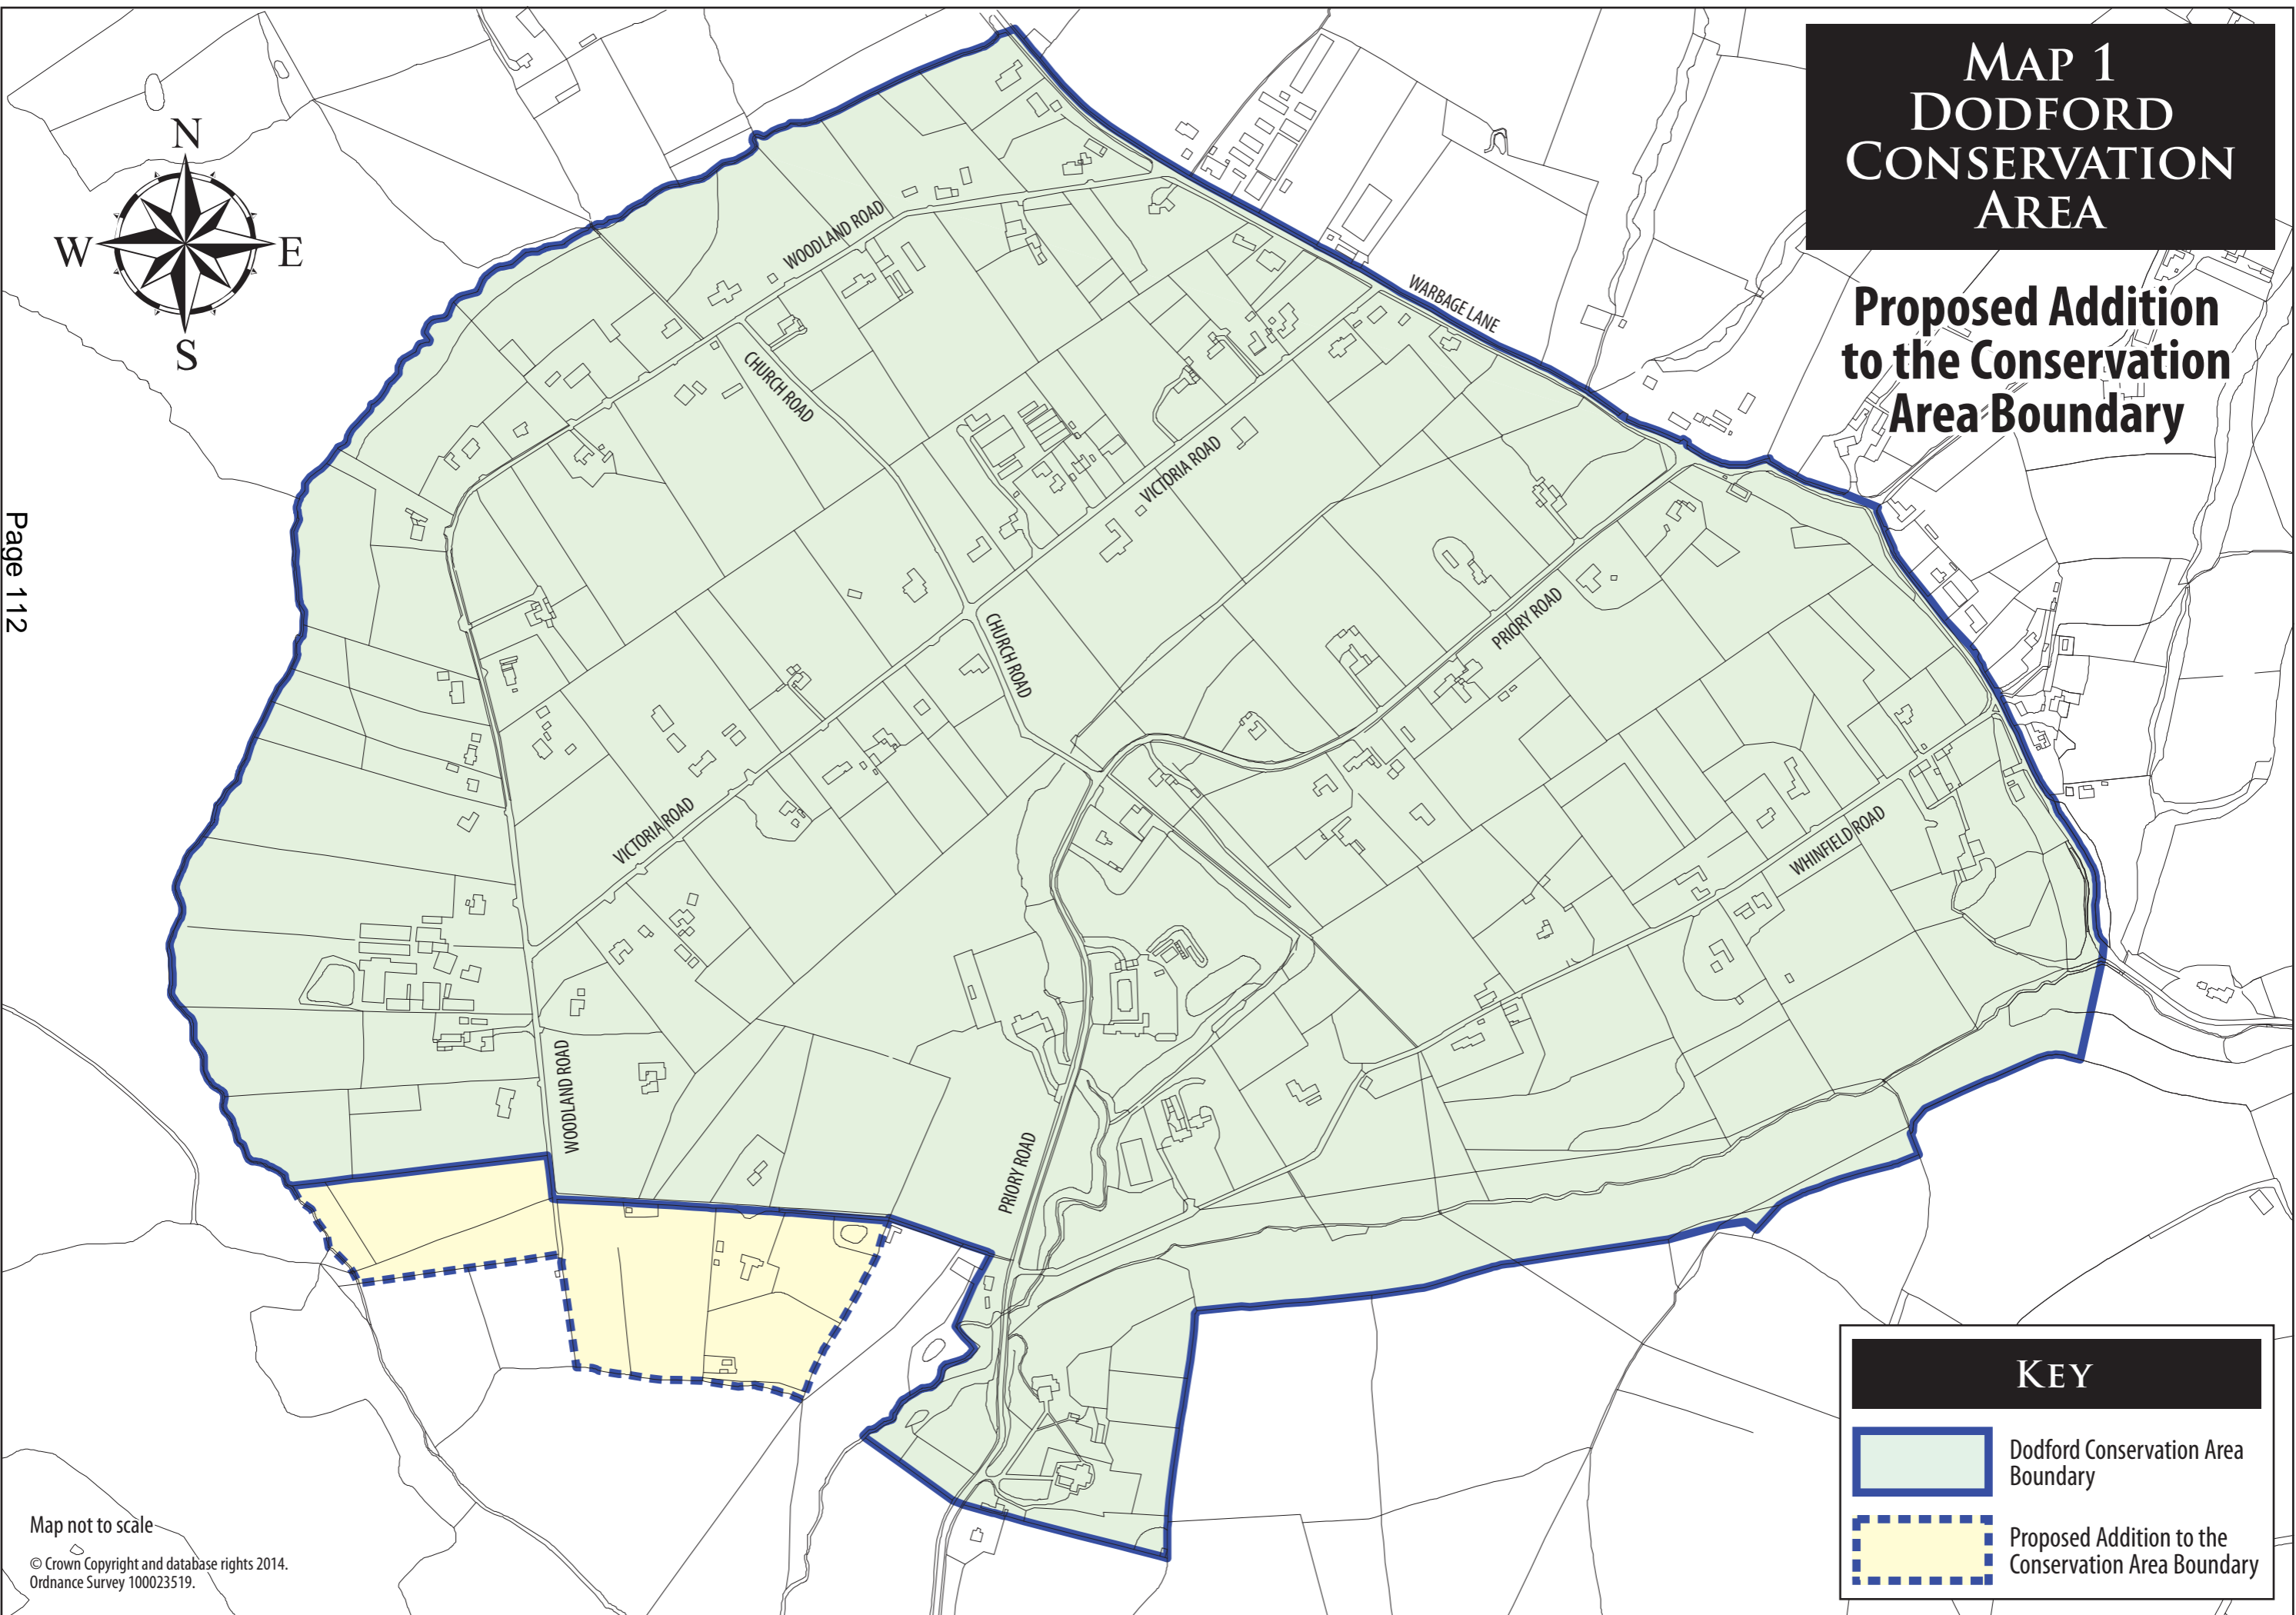 MAP 1
DODFORD
CONSERVATION
AREA
Proposed Addition
to the Conservation
Area Boundary
N
W
E
S
WOODLAND ROAD
WARBAGE LANE
CHURCH ROAD
VICTORIA ROAD
PRIORY ROAD
CHURCH ROAD
VICTORIA ROAD
WHINFIELD ROAD
WOODLAND ROAD
PRIORY ROAD
Page 112
KEY
Dodford Conservation Area
Boundary
Proposed Addition to the
Conservation Area Boundary
Map not to scale
© Crown Copyright and database rights 2014.
Ordnance Survey 100023519.